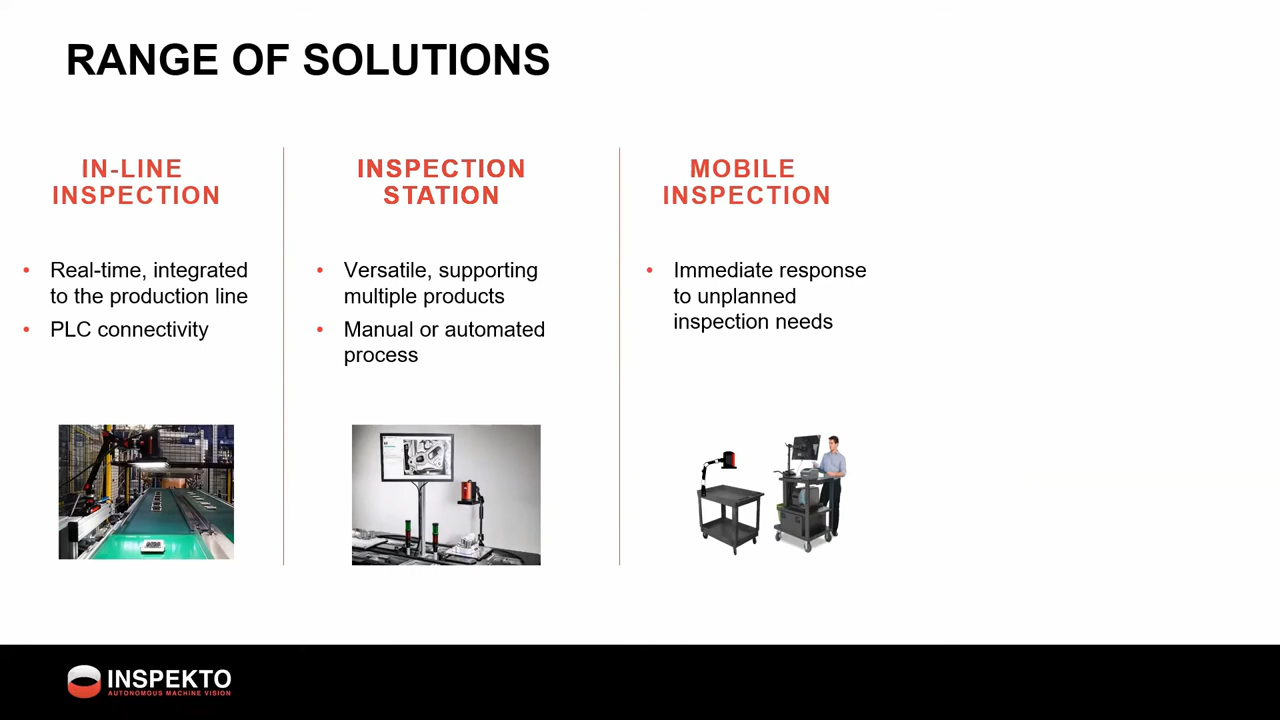 RANGE OF SOLUTIONS
IN-LINE
INSPECTION
• Real-time, integrated
to the production line
• PLC connectivity
INSPECTION
STATION
• Versatile, supporting
multiple products
• Manual or automated
process
MOBILE
INSPECTION
• Immediate response
to unplanned
inspection needs
INSPEKTO
AUTONOMOUS MACHINE VISION